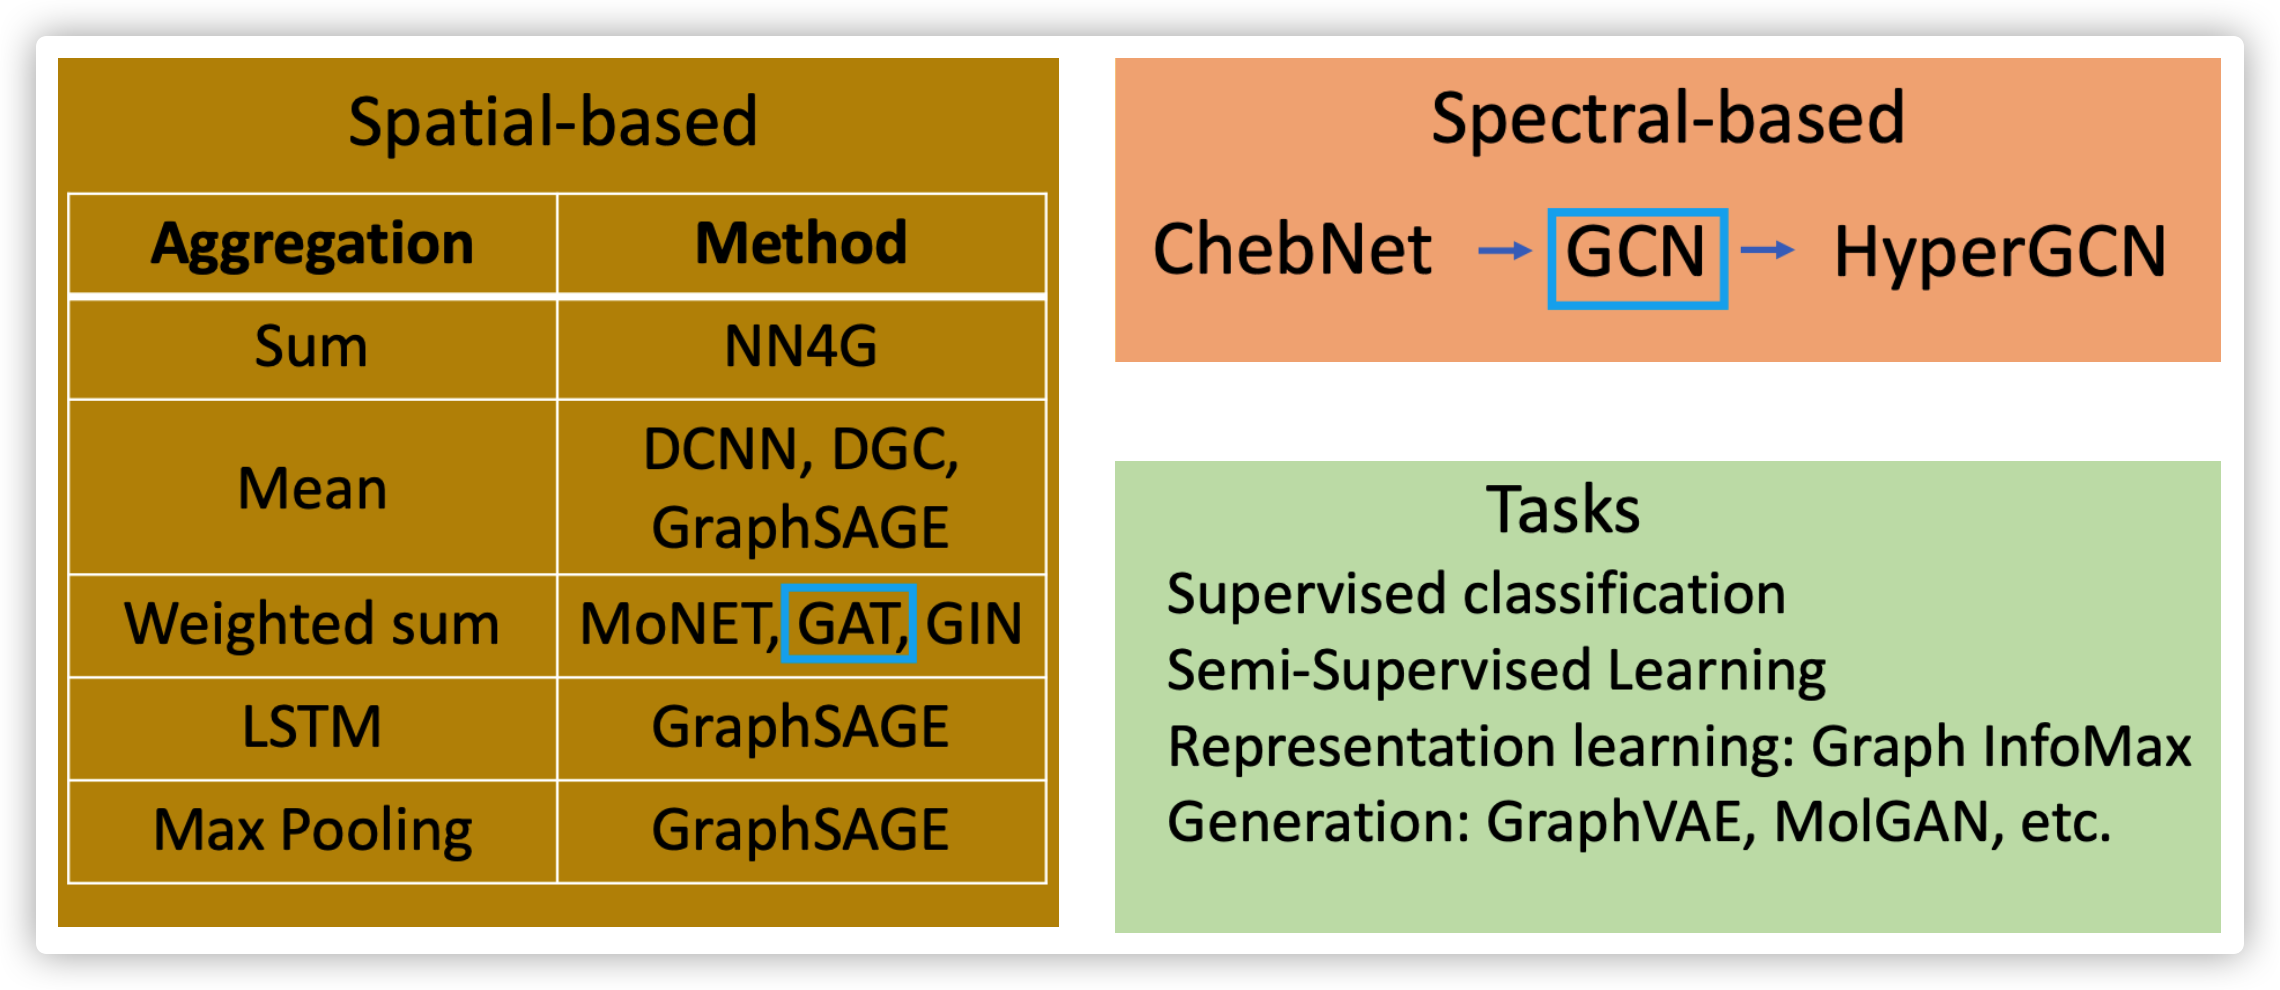 Spatial-based
Aggregation Method
Sum NN4G
Mean DCNN, DGC,
GraphSAGE
Weighted sum MoNET, GAT, GIN
LSTM GraphSAGE
Max Pooling GraphSAGE
Spectral-based
ChebNet → GCN → HyperGCN
Tasks
Supervised classification
Semi-Supervised Learning
Representation learning: Graph InfoMax
Generation: GraphVAE, MolGAN, etc.